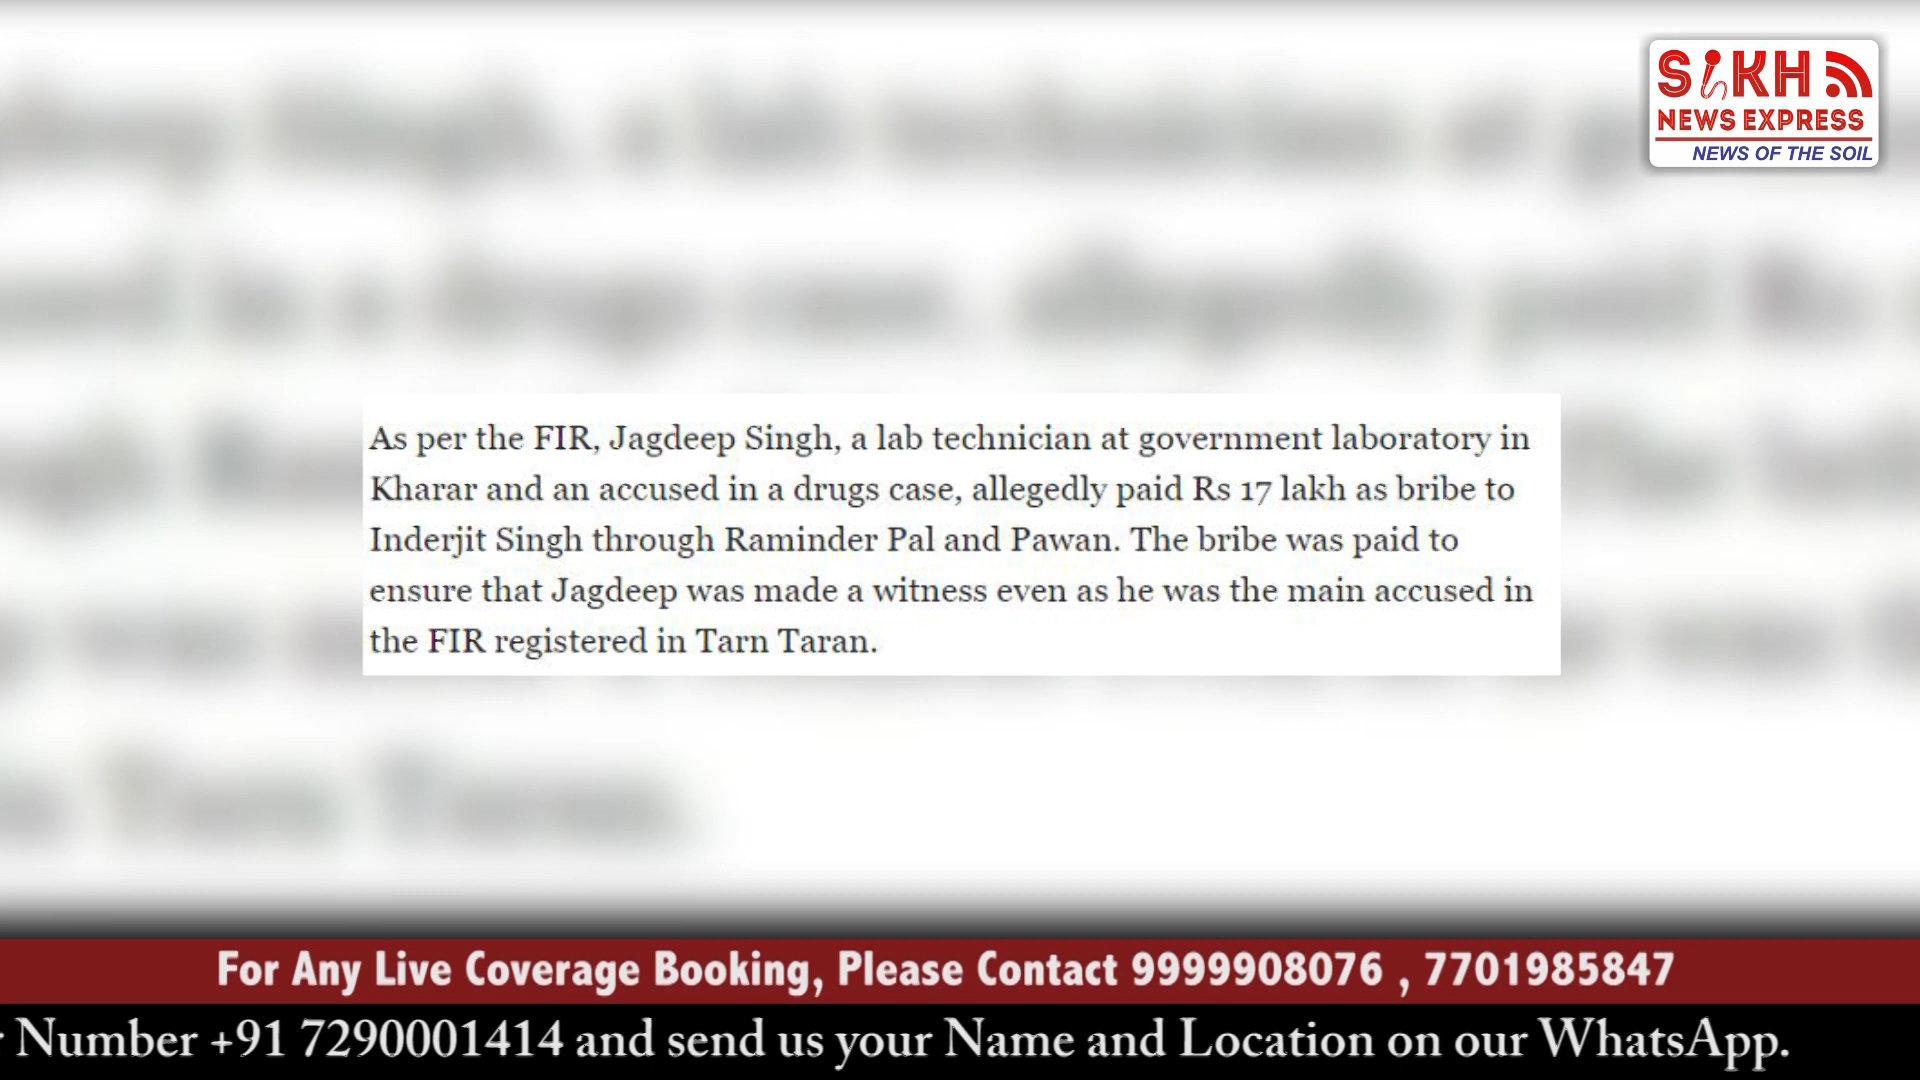 SiKH
NEWS EXPRESS
NEWS OF THE SOIL
As per the FIR, Jagdeep Singh, a lab technician at government laboratory in
Kharar and an accused in a drugs case, allegedly paid Rs 17 lakh as bribe to
Inderjit Singh through Raminder Pal and Pawan. The bribe was paid to
ensure that Jagdeep was made a witness even as he was the main accused in
the FIR registered in Tarn Taran.
For Any Live Coverage Booking, Please Contact 9999908076 , 7701985847
Number +91 7290001414 and send us your Name and Location on our WhatsApp.